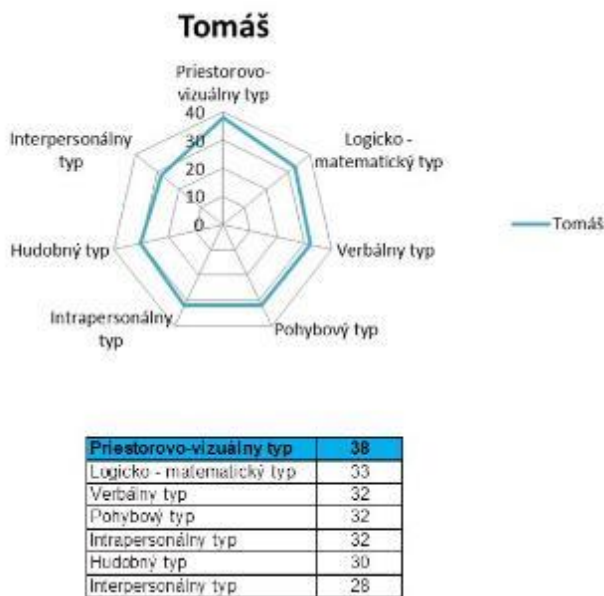 Tomáš
Priestorovo-
vizuálny typ
40
30
20
10
0
Logicko -
matematický typ
Verbálny typ
Pohybový typ
Intrapersonálny
typ
Hudobný typ
Interpersonálny
typ
Tomáš
Priestorovo-vizuálny typ 38
Logicko - matematický typ 33
Verbálny typ 32
Pohybový typ 32
Intrapersonálny typ 32
Hudobný typ 30
Interpersonálny typ 28